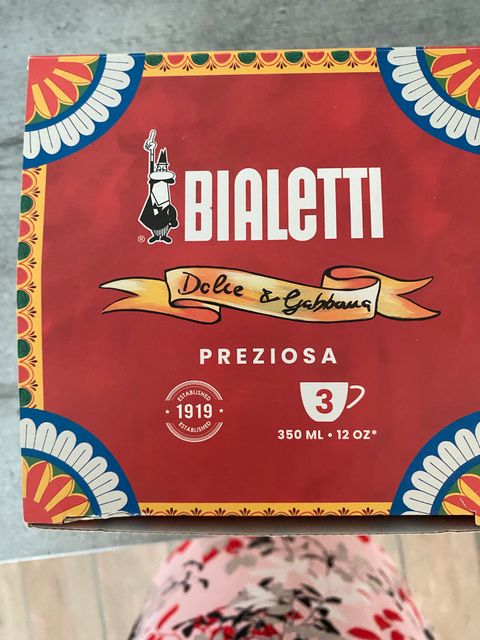 BIALETTI
®
Dolce & Gabbana
PREZIOSA
ESTABLISHED
1919
ESTABLISHED
3
350 ML • 12 OZ*